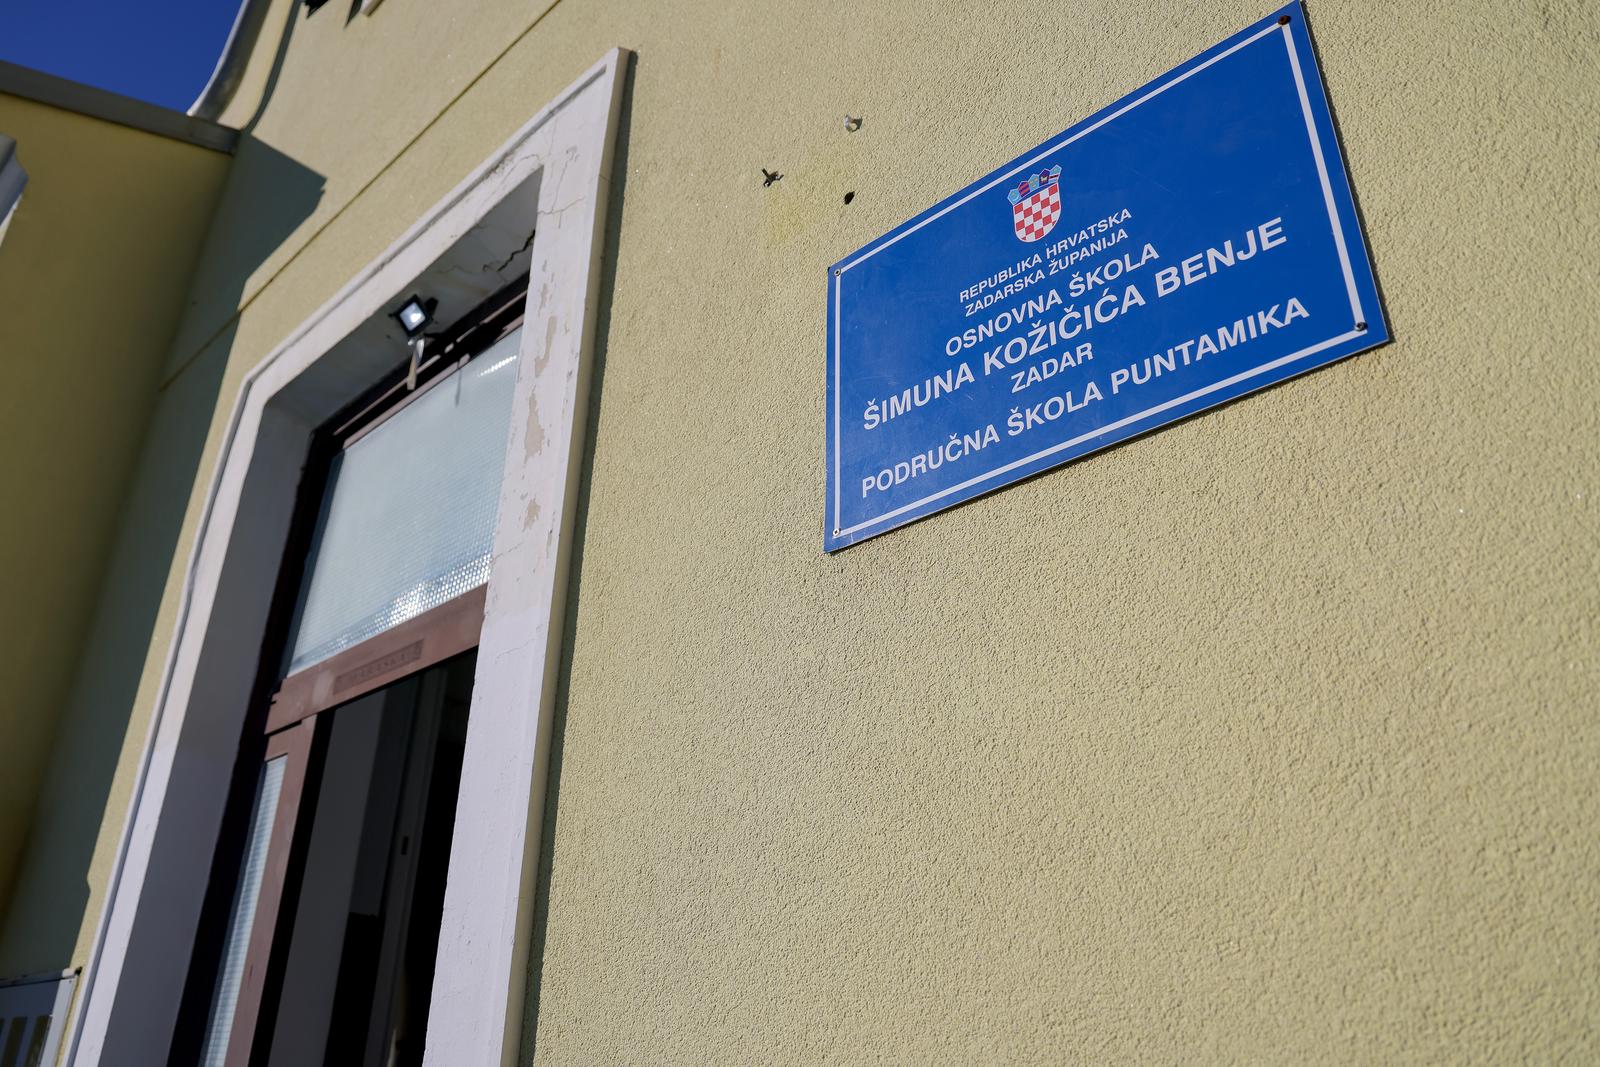 REPUBLIKA HRVATSKA
ZADARSKA ŽUPANIJA
OSNOVNA ŠKOLA
ŠIMUNA KOŽIČIĆA BENJE
ZADAR
PODRUČNA ŠKOLA PUNTAMIKA